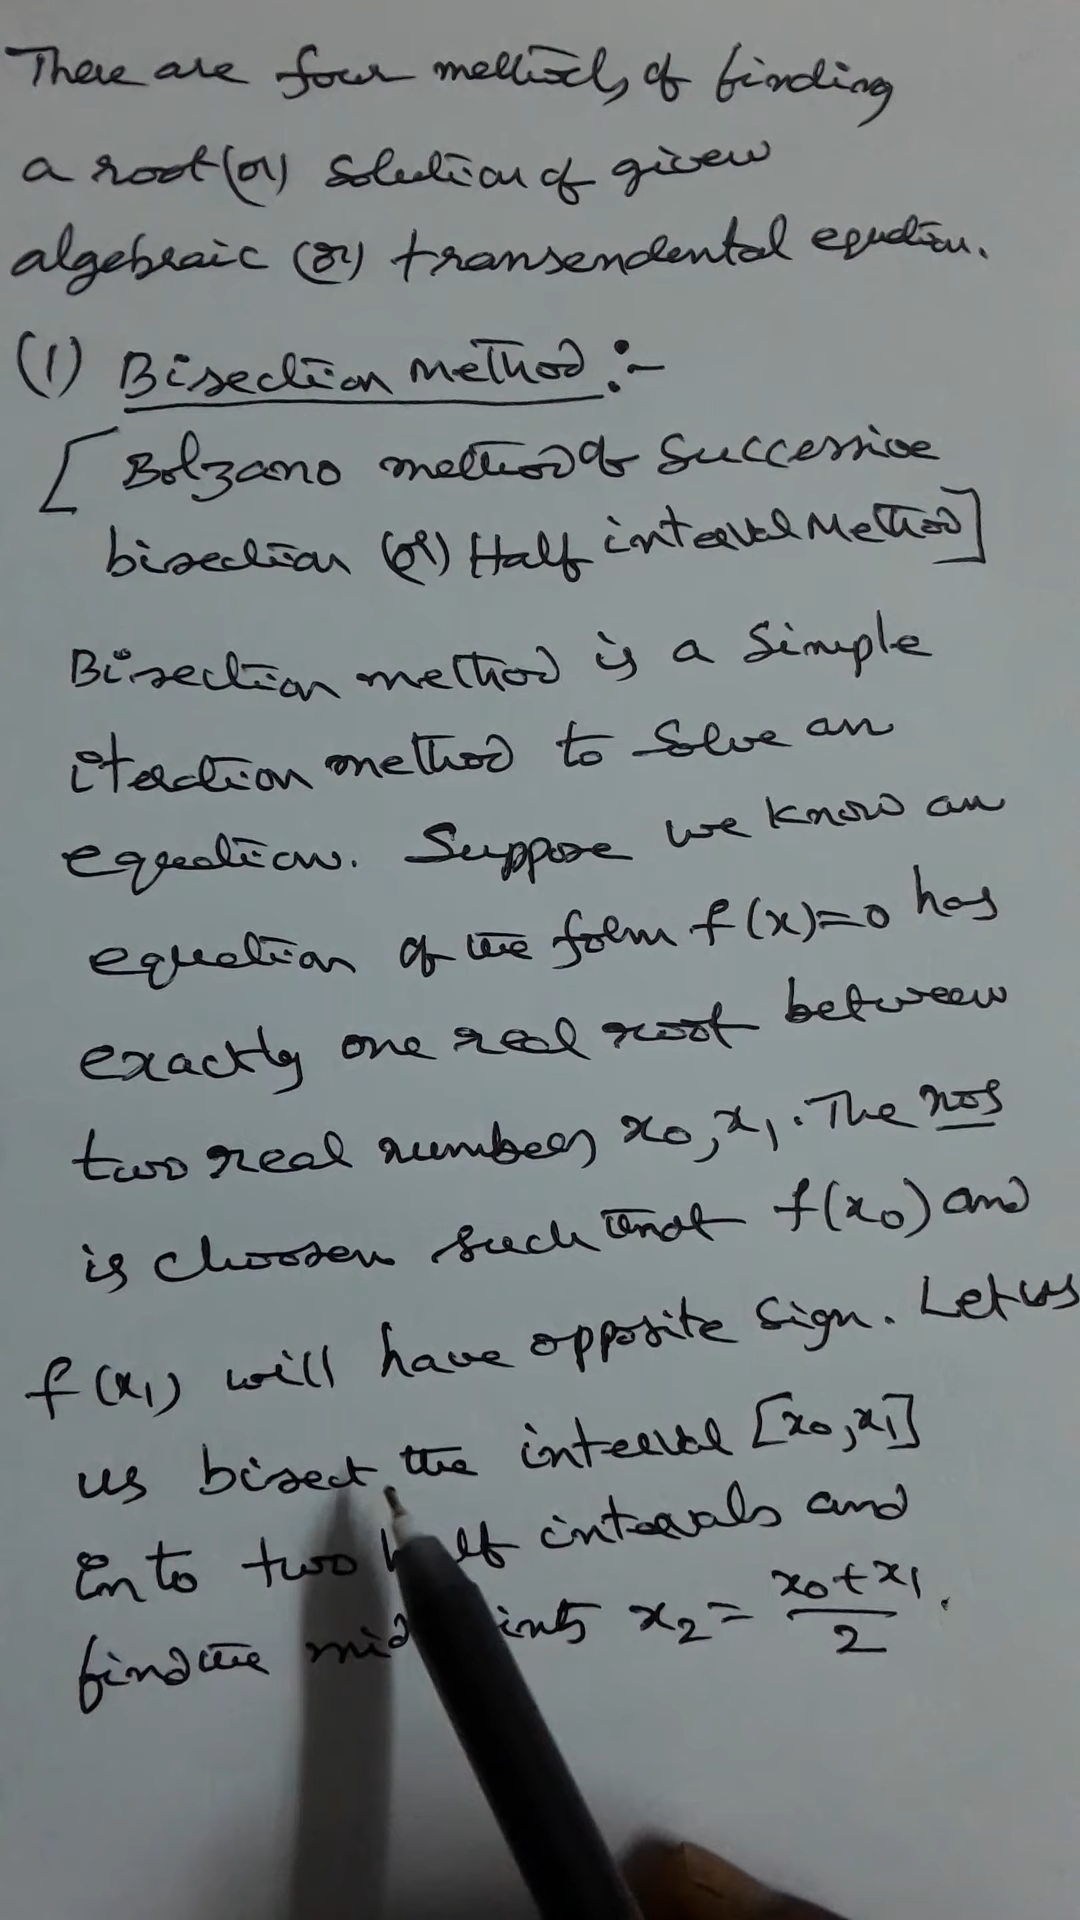 There are four methods of finding
a root (or) solution of given
algebraic (or) transendental equation.
(1) Bisection method :-
[Bolzano method of Successive
bisection (or) Half interval Method]
Bisection method is a Simple
iteration method to Solve an
equation. Suppose we know an
equation of the form f(x)=0 has
exactly one real root between
two real numbers x₀, x₁. The nos
is choosen such that f(x₀) and
f(x₁) will have opposite Sign. Let us
us bisect the interval [x₀, x₁]
into two intervals and
find the x₂ = (x₀+x₁)/2.